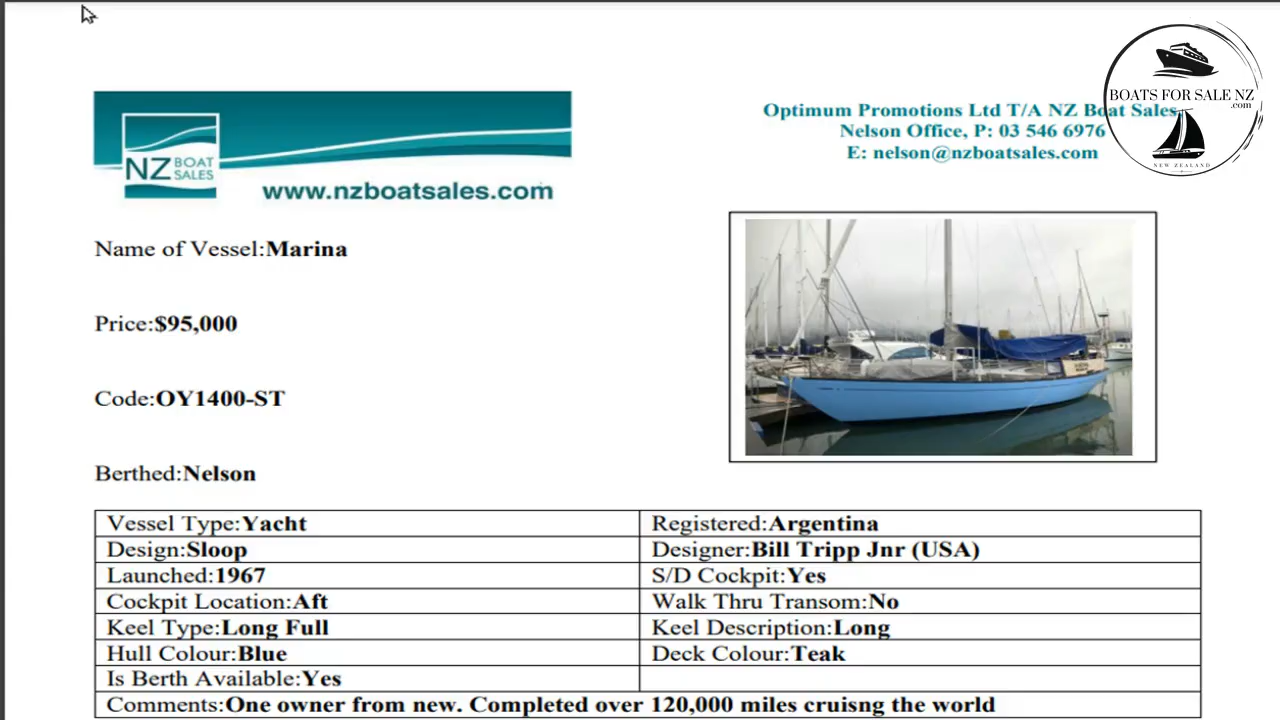 BOATS FOR SALE NZ
.com
NEW ZEALAND
NZ BOAT
SALES
www.nzboatsales.com
Optimum Promotions Ltd T/A NZ Boat Sales,
Nelson Office, P: 03 546 6976
E: nelson@nzboatsales.com
Name of Vessel:Marina
Price:$95,000
Code:OY1400-ST
Berthed:Nelson
Vessel Type:Yacht
Registered:Argentina
Design:Sloop
Designer:Bill Tripp Jnr (USA)
Launched:1967
S/D Cockpit:Yes
Cockpit Location:Aft
Walk Thru Transom:No
Keel Type:Long Full
Keel Description:Long
Hull Colour:Blue
Deck Colour:Teak
Is Berth Available:Yes
Comments:One owner from new. Completed over 120,000 miles cruisng the world